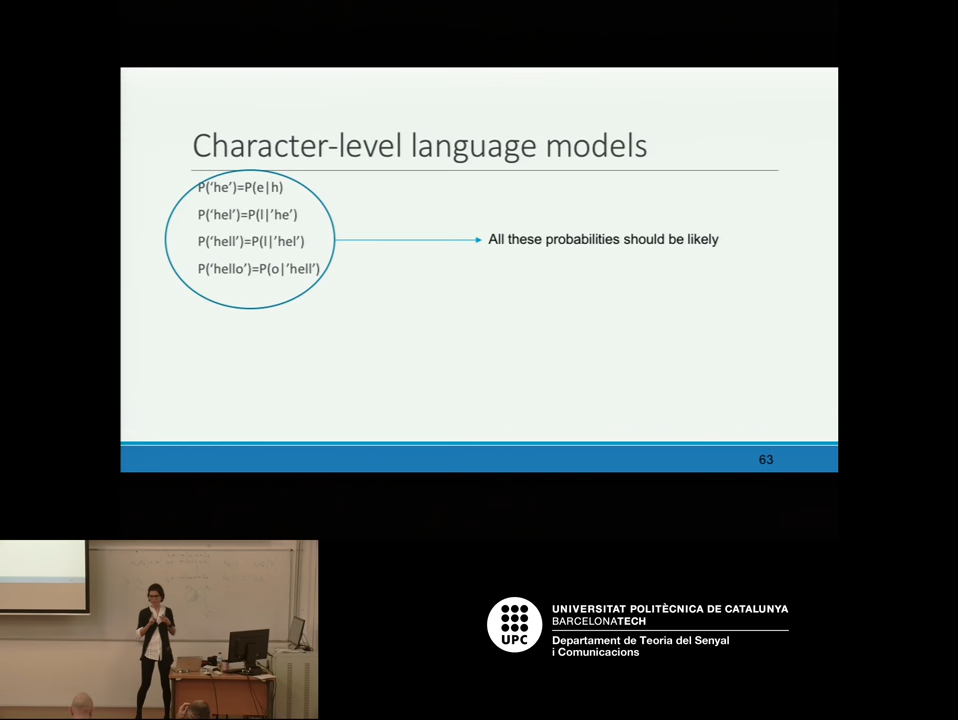 Character-level language models
P(‘he’)=P(e|h)
P(‘hel’)=P(l|’he’)
P(‘hell’)=P(l|’hel’)
P(‘hello’)=P(o|’hell’)
All these probabilities should be likely
63
UPC
UNIVERSITAT POLITÈCNICA DE CATALUNYA
BARCELONATECH
Departament de Teoria del Senyal
i Comunicacions